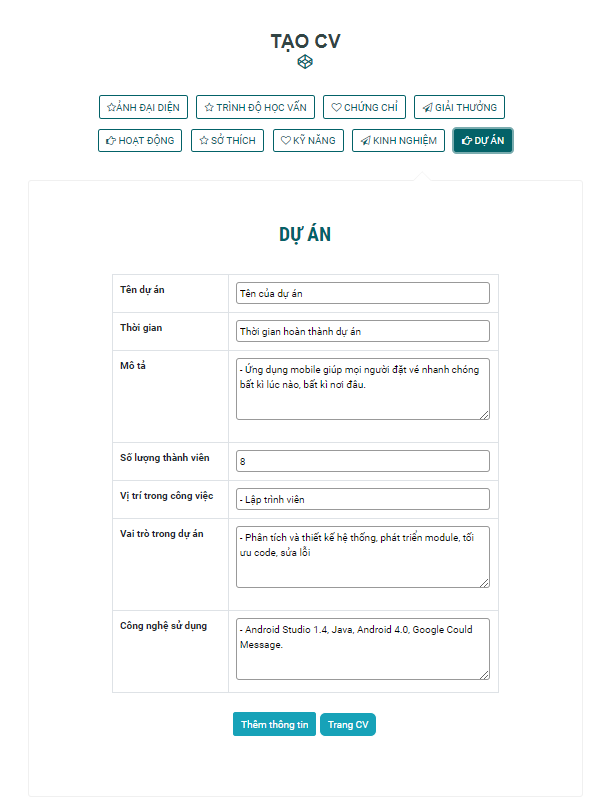 TẠO CV
ẢNH ĐẠI DIỆN TRÌNH ĐỘ HỌC VẤN CHỨNG CHỈ GIẢI THƯỞNG
HOẠT ĐỘNG SỞ THÍCH KỸ NĂNG KINH NGHIỆM DỰ ÁN
DỰ ÁN
Tên dự án Tên của dự án
Thời gian Thời gian hoàn thành dự án
Mô tả - Ứng dụng mobile giúp mọi người đặt vé nhanh chóng
bất kì lúc nào, bất kì nơi đâu.
Số lượng thành viên 8
Vị trí trong công việc - Lập trình viên
Vai trò trong dự án - Phân tích và thiết kế hệ thống, phát triển module, tối
ưu code, sửa lỗi
Công nghệ sử dụng - Android Studio 1.4, Java, Android 4.0, Google Could
Message.
Thêm thông tin Trang CV